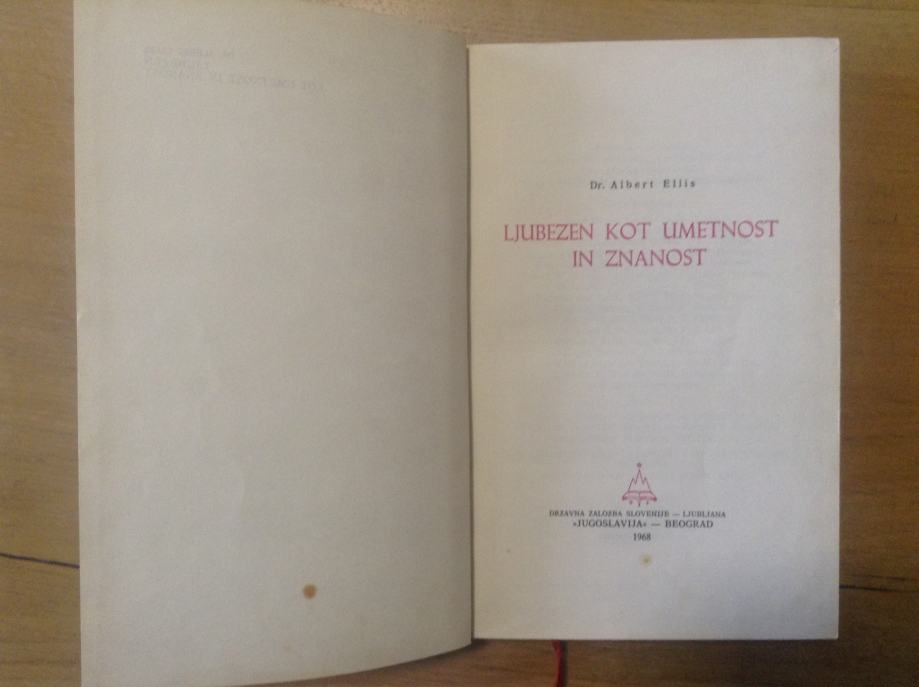 Dr. Albert Ellis
LJUBEZEN KOT UMETNOST
IN ZNANOST
DRŽAVNA ZALOŽBA SLOVENIJE — LJUBLJANA
»JUGOSLAVIJA« — BEOGRAD
1968